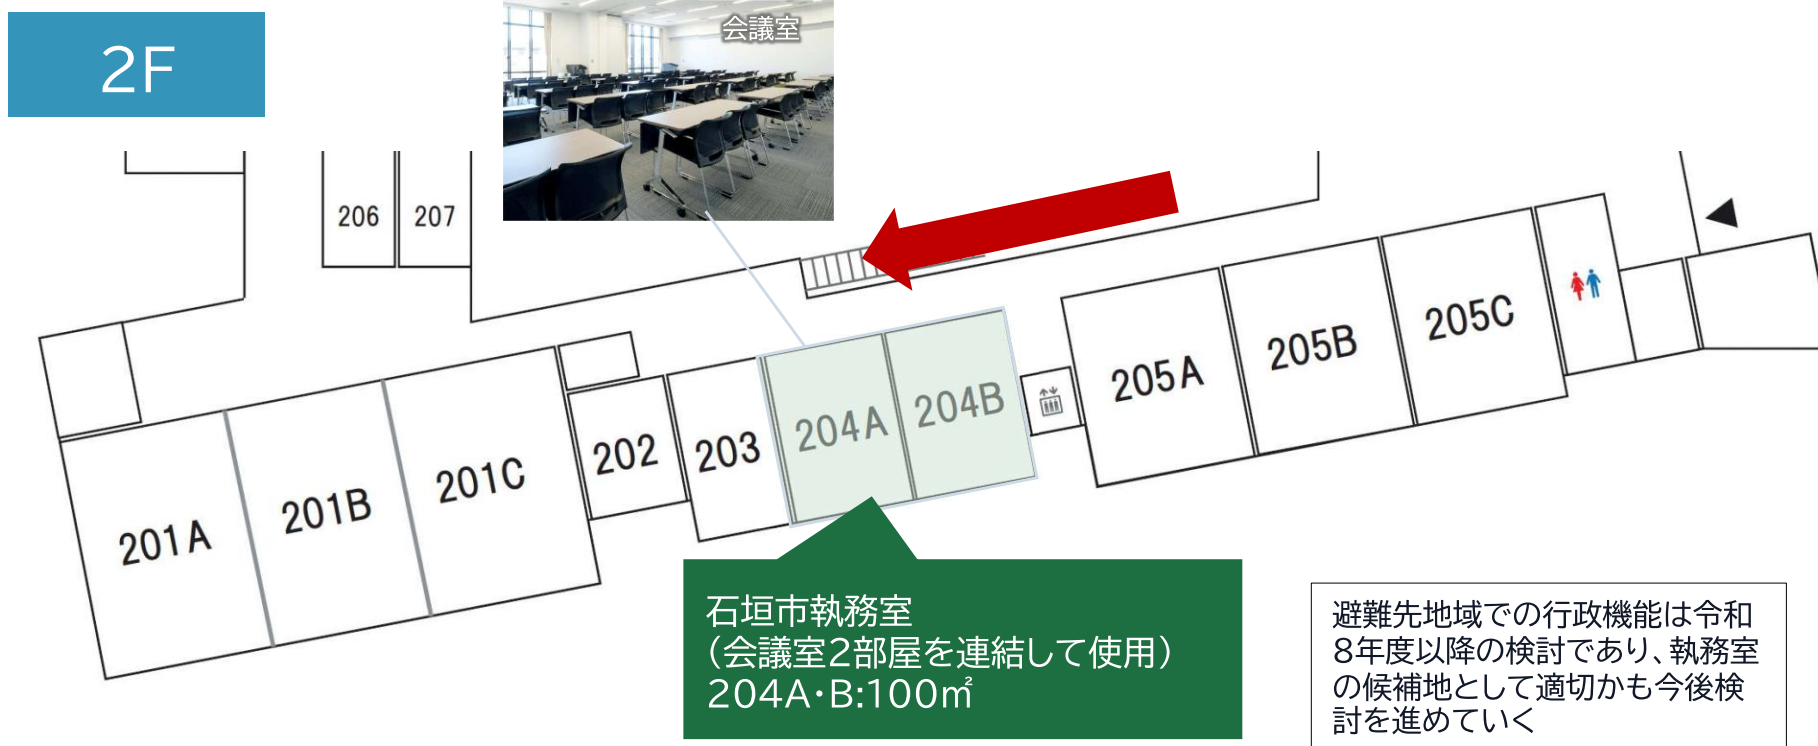 2F
会議室
206
207
205C
205B
205A
204B
204A
203
202
201C
201B
201A
石垣市執務室
（会議室2部屋を連結して使用）
204A・B:100㎡
避難先地域での行政機能は令和
8年度以降の検討であり、執務室
の候補地として適切かも今後検
討を進めていく